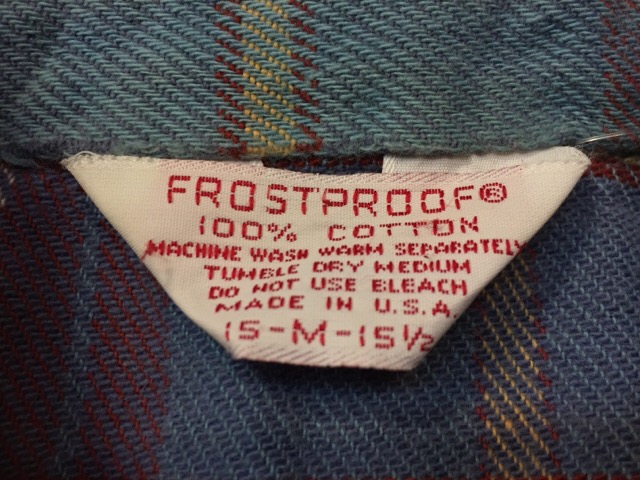 FROSTPROOF®
100% COTTON
MACHINE WASH WARM SEPARATELY
TUMBLE DRY MEDIUM
DO NOT USE BLEACH
MADE IN U.S.A.
15-M-15½